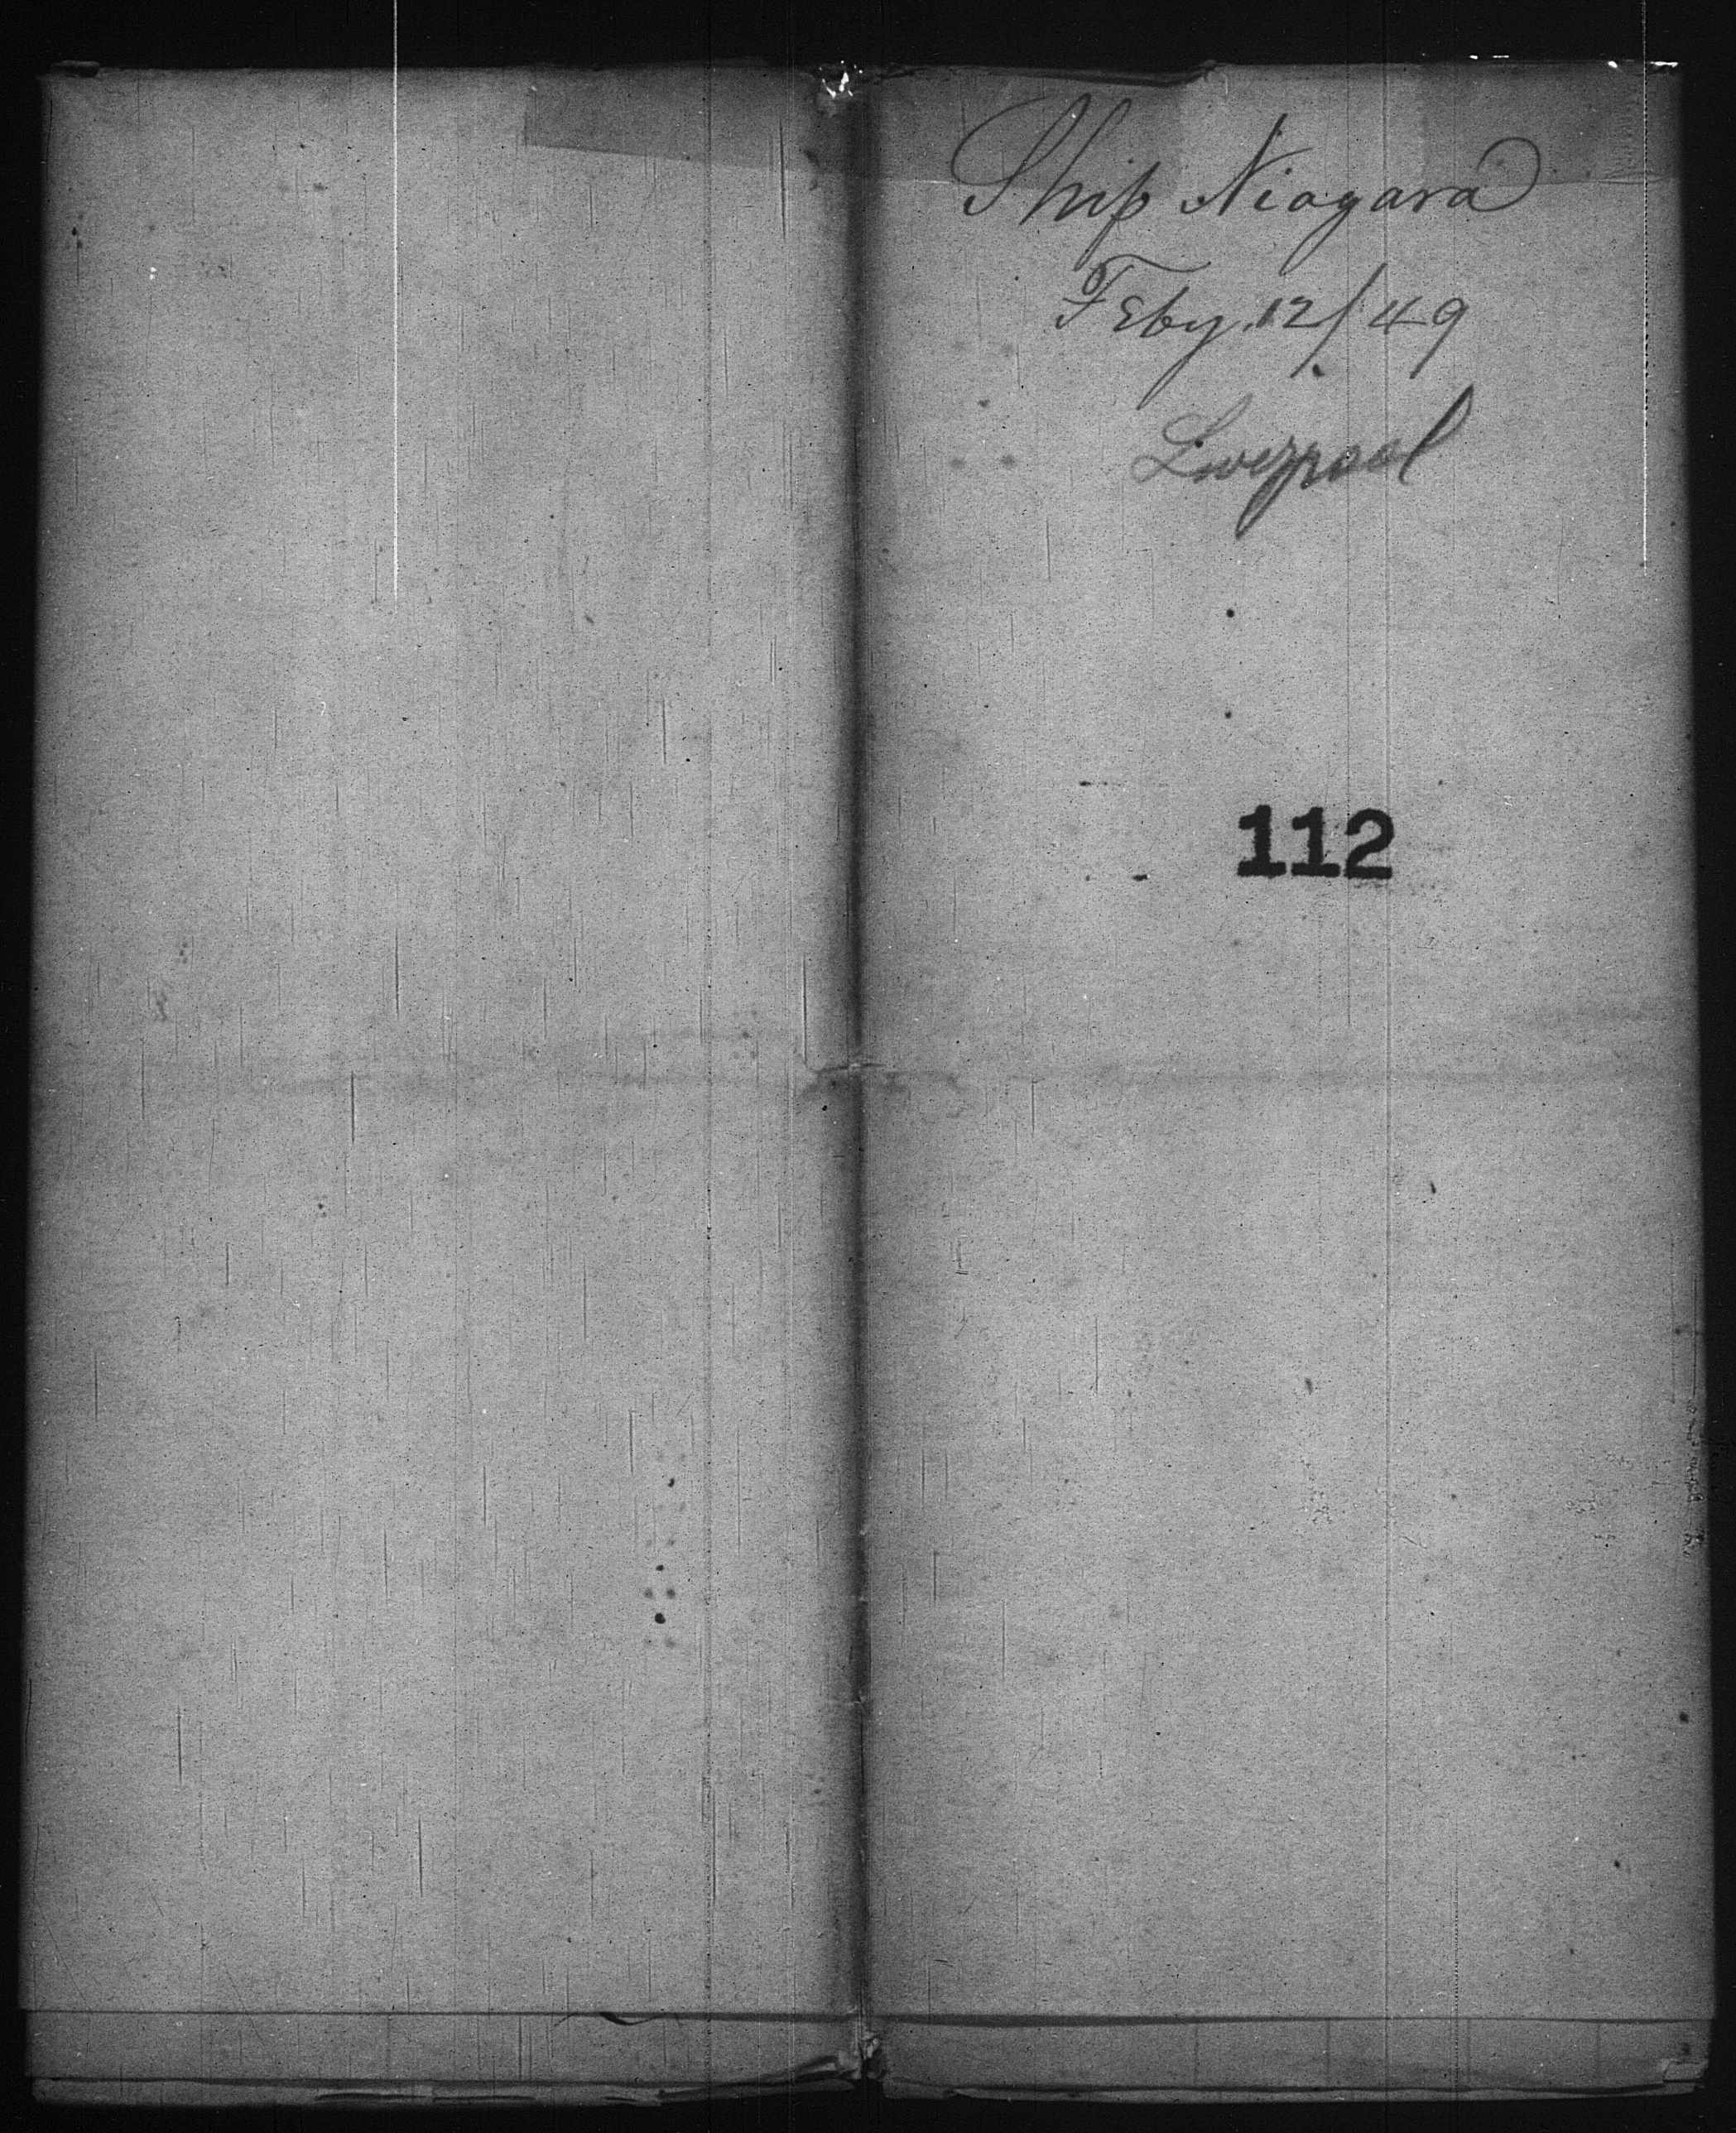 Ship Niagara
Feby. 12/49
Liverpool
112